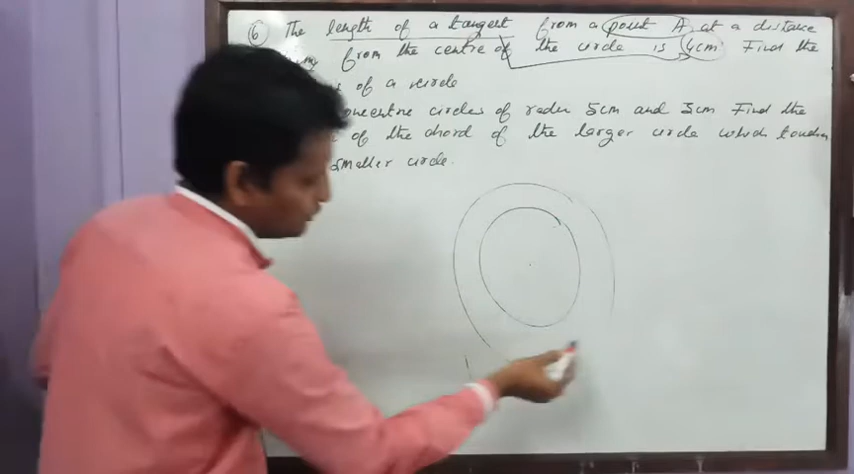 6 The length of a tangent from a point A at a distance
from the centre of the circle is 4cm Find the
of a circle
circles of 5cm and 3cm Find the
of the chord of the larger circle which touches
smaller circle.